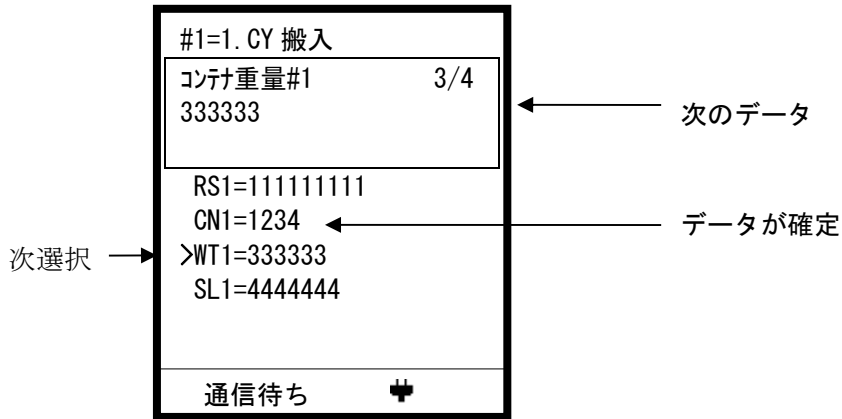 #1=1.CY 搬入
コンテナ重量#1 3/4
333333
次のデータ
RS1=111111111
CN1=1234
データが確定
次選択
>WT1=333333
SL1=4444444
通信待ち